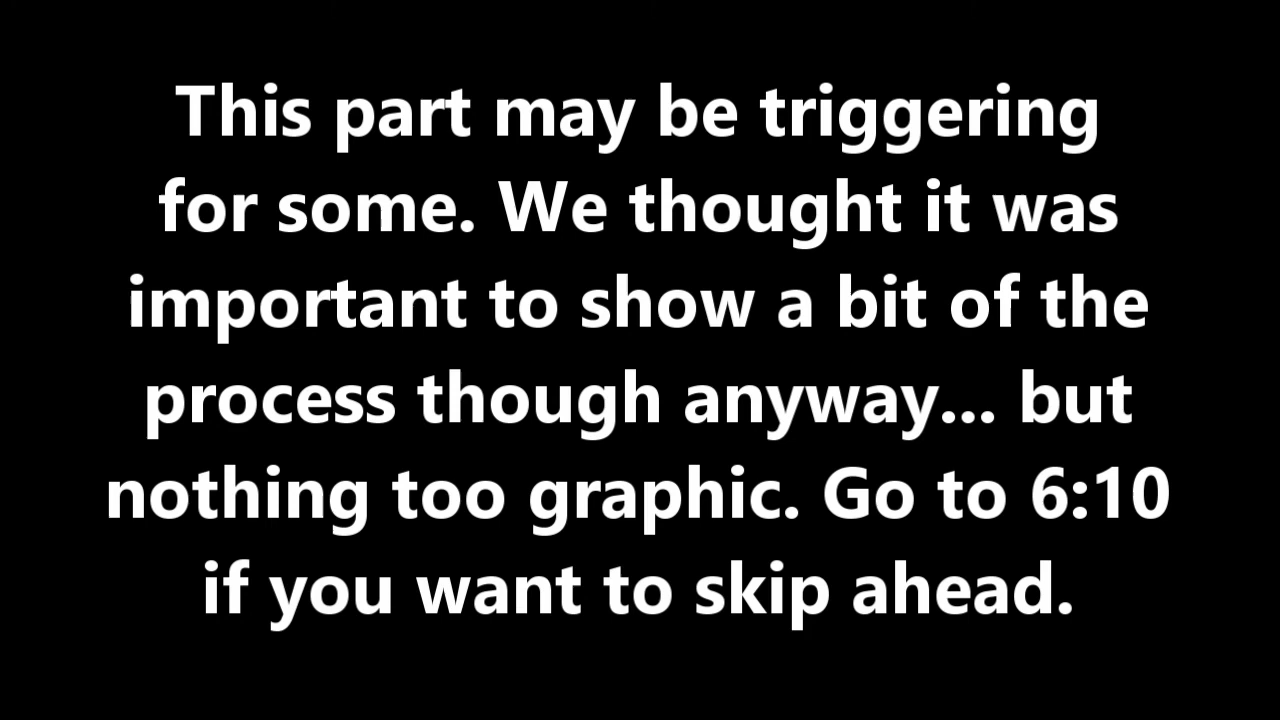 This part may be triggering
for some. We thought it was
important to show a bit of the
process though anyway... but
nothing too graphic. Go to 6:10
if you want to skip ahead.